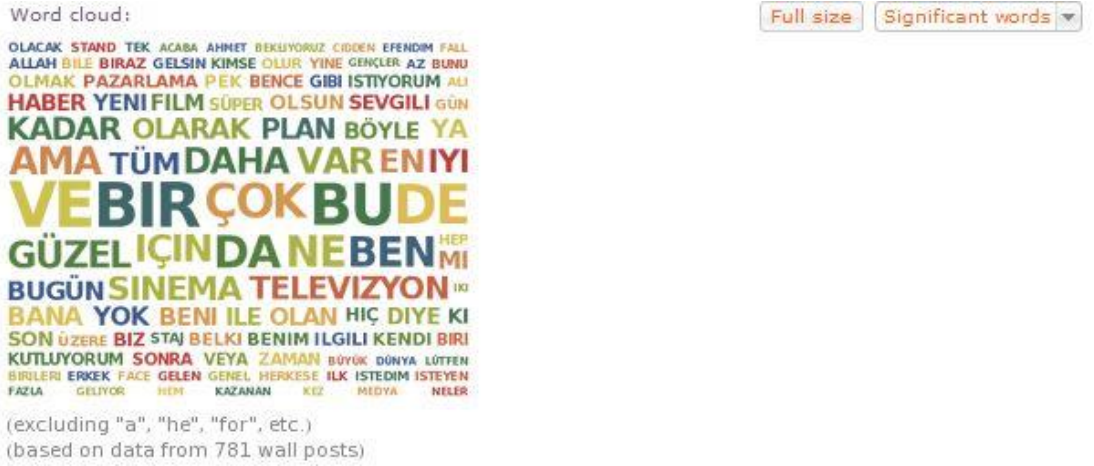 Word cloud:
Full size
Significant words
OLACAK STAND TEK ACABA AHMET BEKLIYORUZ CIDDEN EFENDIM FALL
ALLAH BILE BIRAZ GELSIN KIMSE OLUR YINE GENÇLER AZ BUNU
OLMAK PAZARLAMA PEK BENCE GIBI ISTIYORUM ALI
HABER YENI FILM SÜPER OLSUN SEVGILI GÜN
KADAR OLARAK PLAN BÖYLE YA
AMA TÜM DAHA VAR EN IYI
VE BIR ÇOK BU DE
GÜZEL IÇIN DA NE BEN HEP MI
BUGÜN SINEMA TELEVIZYON IKI
BANA YOK BENI ILE OLAN HIÇ DIYE KI
SON ÜZERE BIZ STAJ BELKI BENIM ILGILI KENDI BIRI
KUTLUYORUM SONRA VEYA ZAMAN BÜYÜK DÜNYA LÜTFEN
BIRILERI ERKEK FACE GELEN GENEL HERKESE ILK ISTEDIM ISTEYEN
FAZLA GELIYOR HEM KAZANAN KEZ MEDYA NELER
(excluding "a", "he", "for", etc.)
(based on data from 781 wall posts)